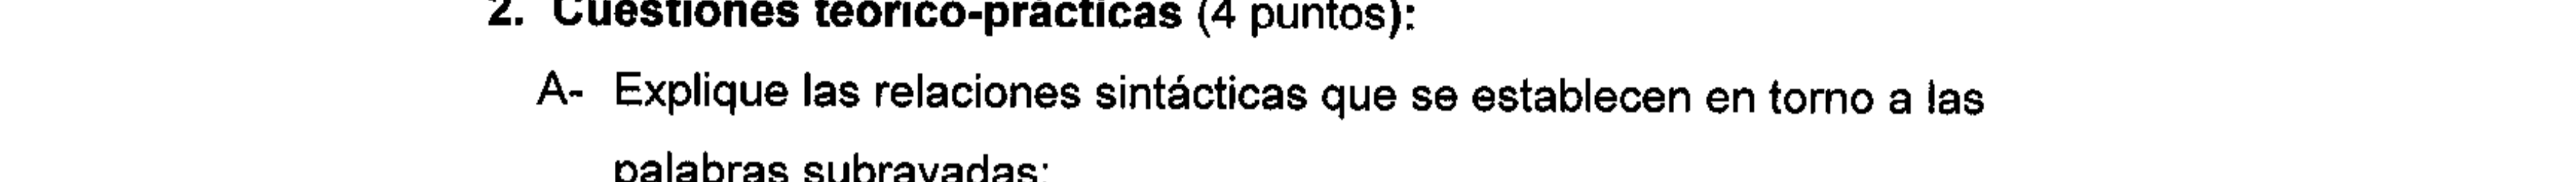 2. Cuestiones teórico-prácticas (4 puntos):
A- Explique las relaciones sintácticas que se establecen en torno a las
palabras subrayadas: